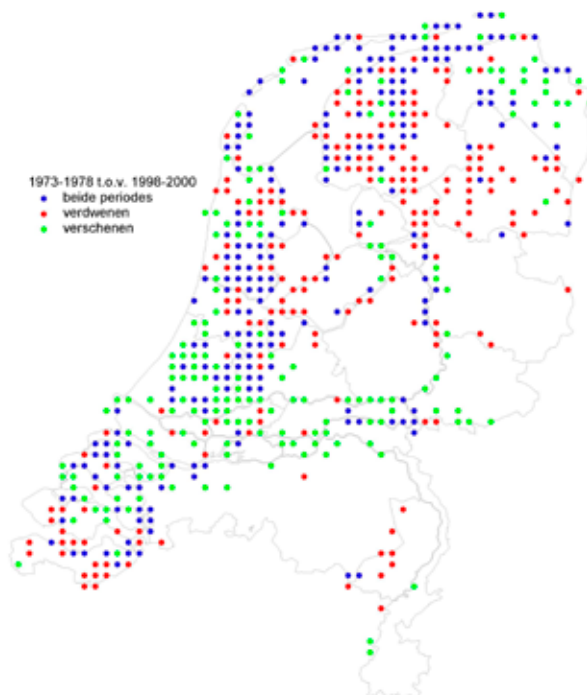 1973-1978 t.o.v. 1998-2000
beide periodes
verdwenen
verschenen